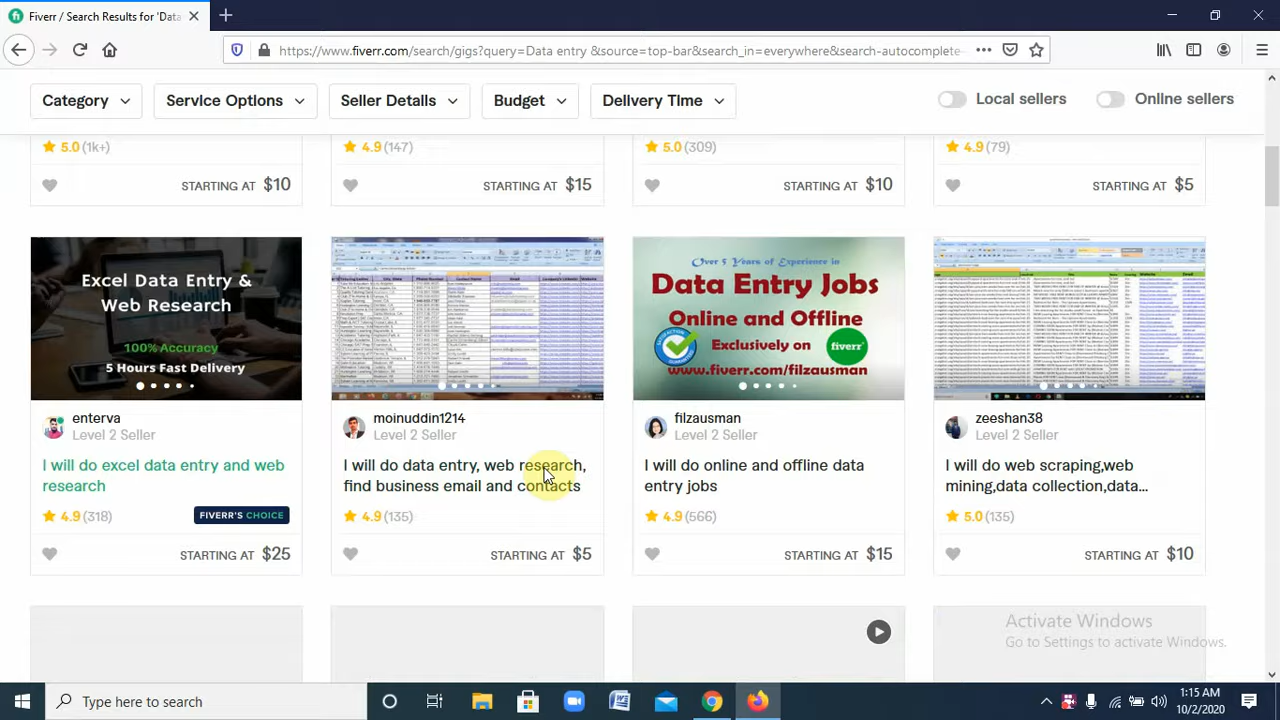 Fiverr / Search Results for 'Data
https://www.fiverr.com/search/gigs?query=Data entry &source=top-bar&search_in=everywhere&search-autocomplete-
Category
Service Options
Seller Details
Budget
Delivery Time
Local sellers
Online sellers
5.0 (1k+)
4.9 (147)
5.0 (309)
4.9 (79)
STARTING AT $10
STARTING AT $15
STARTING AT $10
STARTING AT $5
Excel Data Entry &
Web Research
100% Accuracy
5 Hours Fast Delivery
Over 5 Years of Experience in
Data Entry Jobs
Online and Offline
Exclusively on
fiverr
www.fiverr.com/filzausman
enterva
Level 2 Seller
I will do excel data entry and web
research
4.9 (318)
FIVERR'S CHOICE
STARTING AT $25
moinuddin1214
Level 2 Seller
I will do data entry, web research,
find business email and contacts
4.9 (135)
STARTING AT $5
filzausman
Level 2 Seller
I will do online and offline data
entry jobs
4.9 (566)
STARTING AT $15
zeeshan38
Level 2 Seller
I will do web scraping,web
mining,data collection,data...
5.0 (135)
STARTING AT $10
Activate Windows
Go to Settings to activate Windows.
Type here to search
1:15 AM
10/2/2020